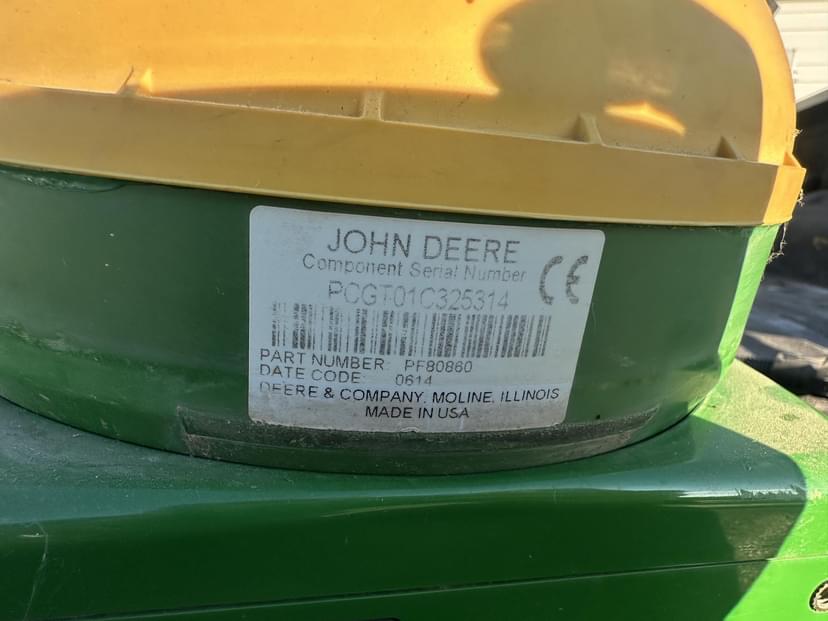 JOHN DEERE
Component Serial Number
CE
PCGT01C325314
PART NUMBER: PF80860
DATE CODE: 0614
DEERE & COMPANY, MOLINE, ILLINOIS
MADE IN USA